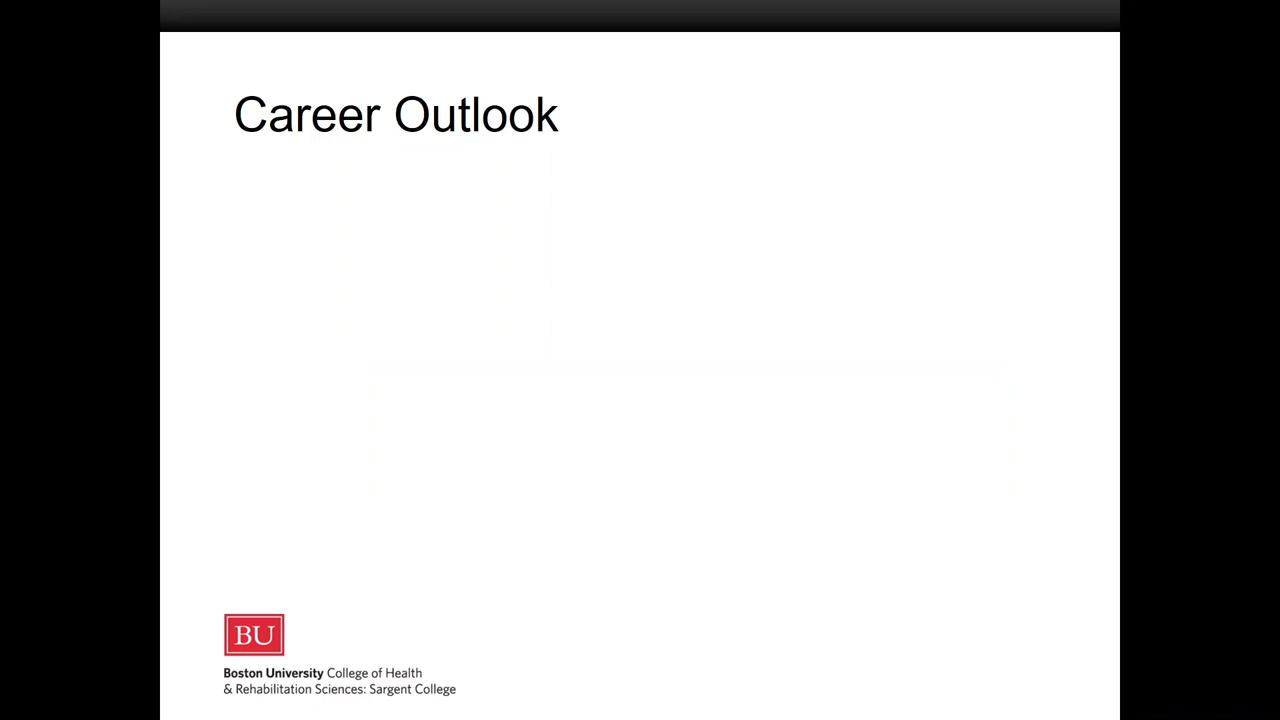 Career Outlook
BU
Boston University College of Health
& Rehabilitation Sciences: Sargent College